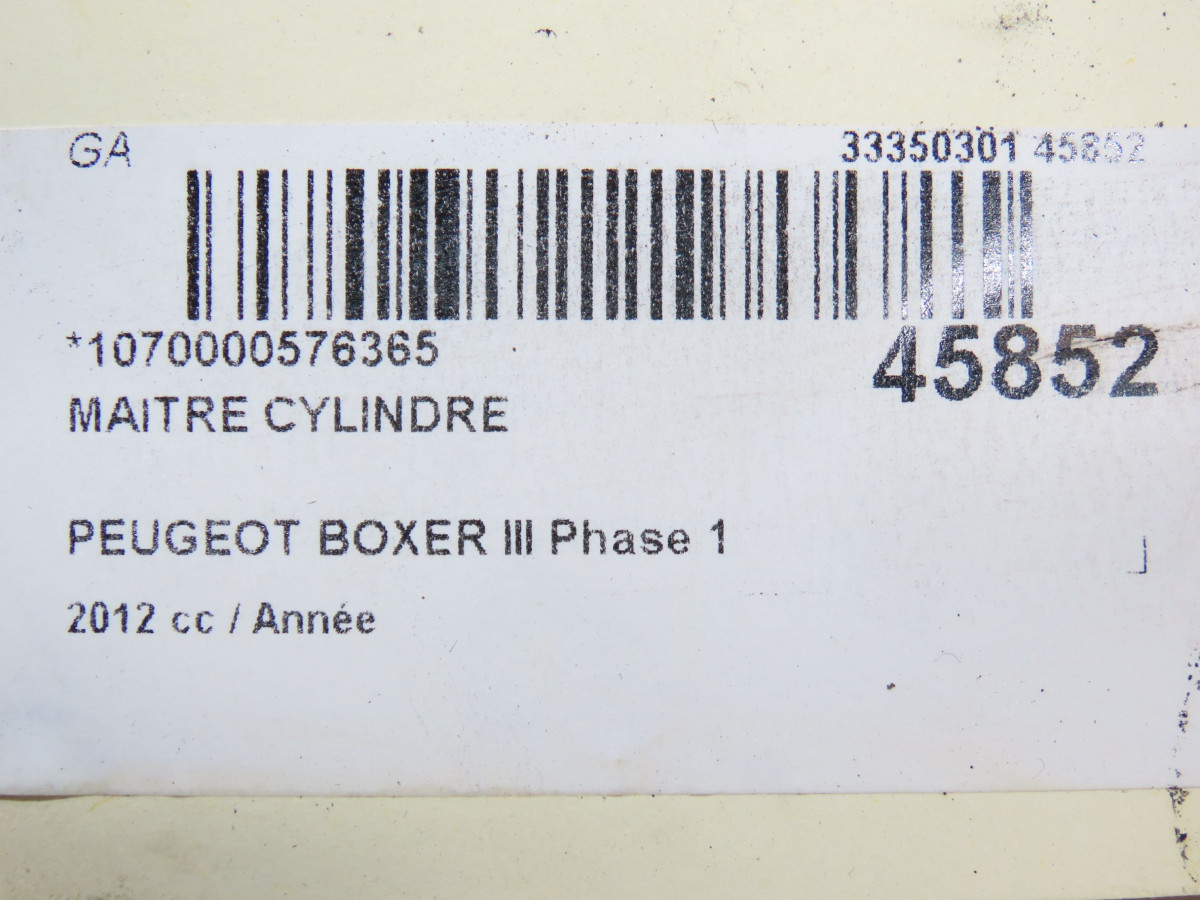 GA
33350301 45852
*1070000576365
45852
MAITRE CYLINDRE
PEUGEOT BOXER III Phase 1
2012 cc / Année